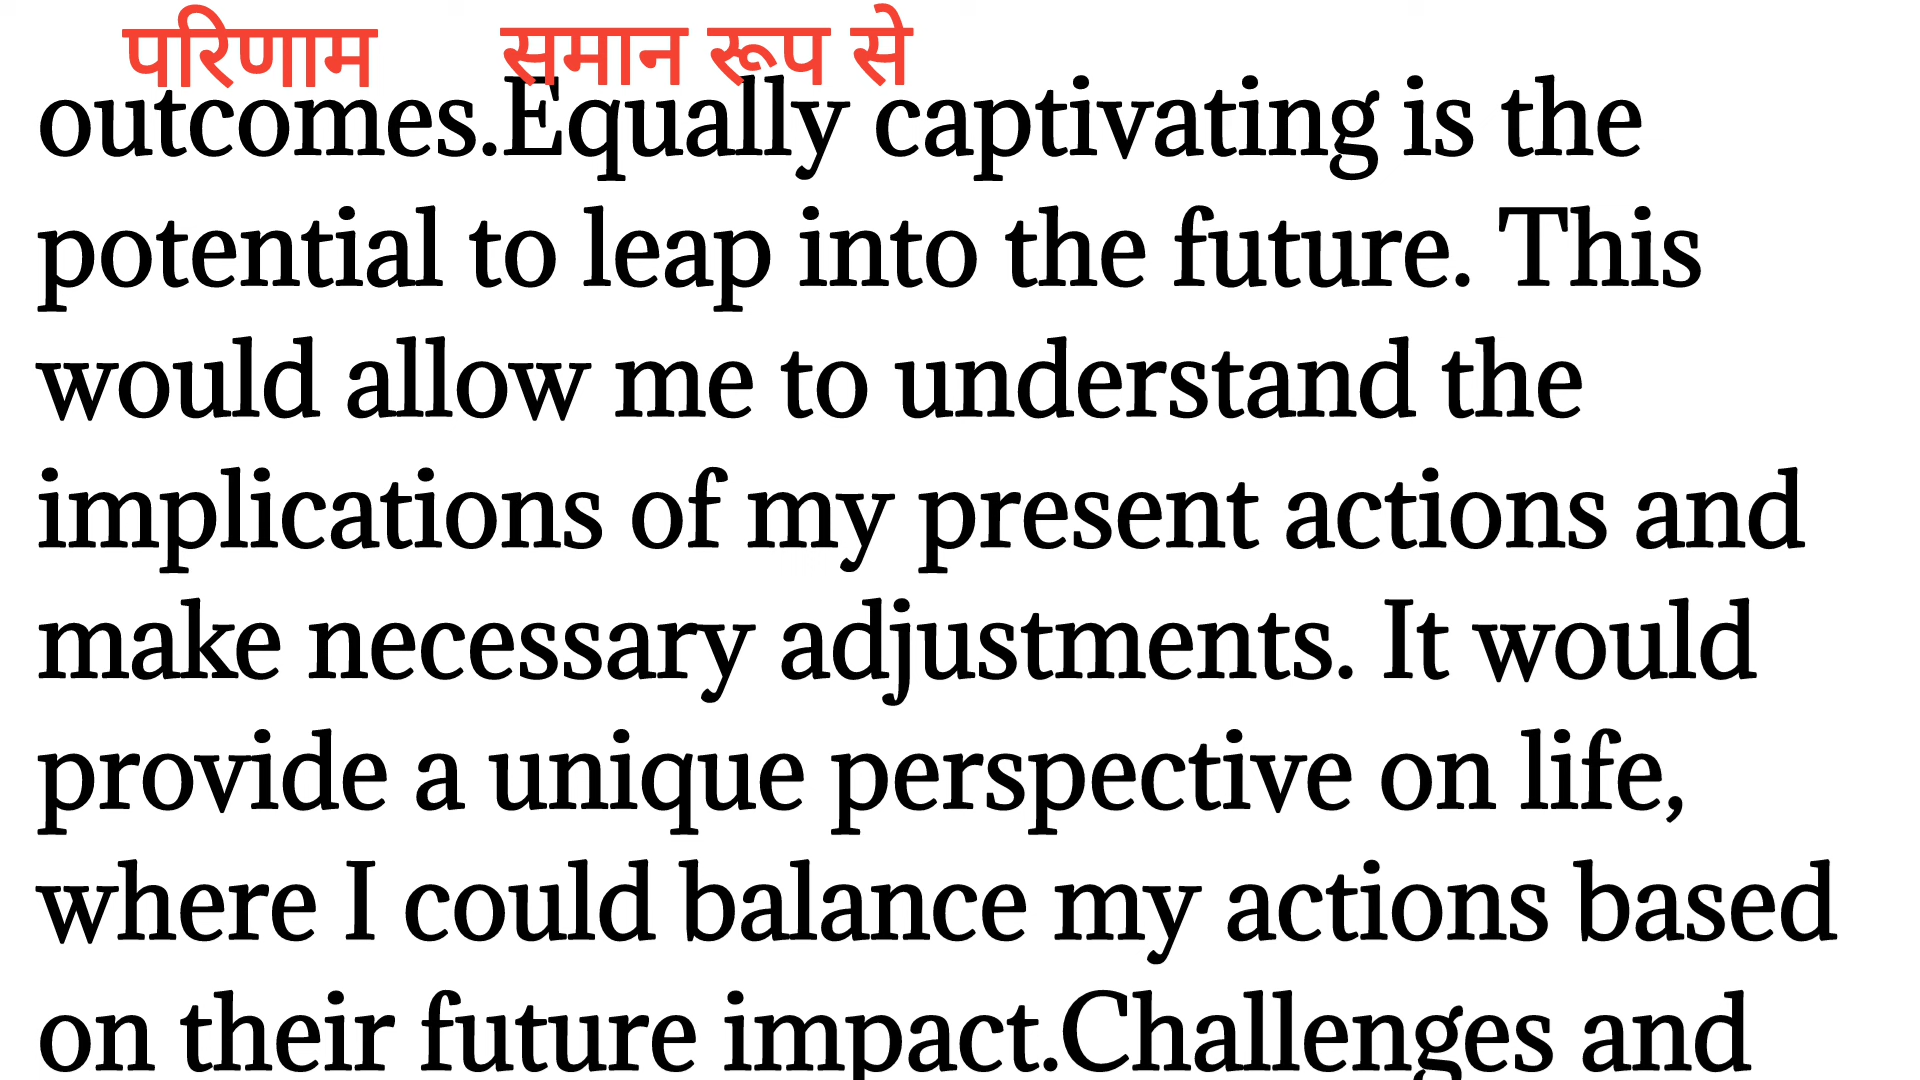 परिणाम समान रूप से
outcomes.Equally captivating is the
potential to leap into the future. This
would allow me to understand the
implications of my present actions and
make necessary adjustments. It would
provide a unique perspective on life,
where I could balance my actions based
on their future impact.Challenges and